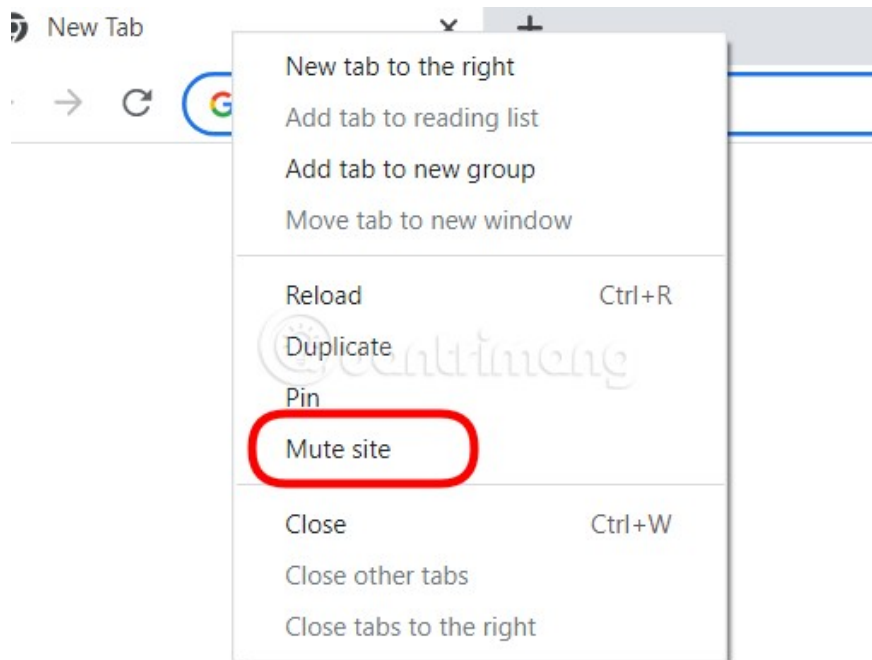 New Tab
New tab to the right
Add tab to reading list
Add tab to new group
Move tab to new window
Reload Ctrl+R
Duplicate
uantrimang
Pin
Mute site
Close Ctrl+W
Close other tabs
Close tabs to the right